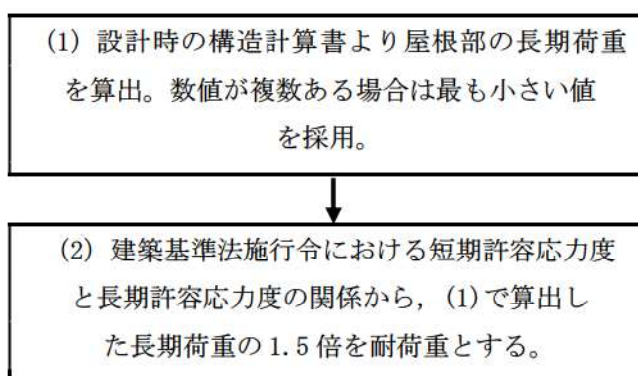 (1) 設計時の構造計算書より屋根部の長期荷重
を算出。数値が複数ある場合は最も小さい値
を採用。
(2) 建築基準法施行令における短期許容応力度
と長期許容応力度の関係から, (1)で算出し
た長期荷重の 1.5 倍を耐荷重とする。